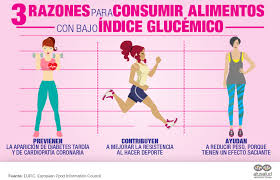 3 RAZONES PARA CONSUMIR ALIMENTOS
CON BAJO ÍNDICE GLUCÉMICO
PREVIENEN
LA APARICIÓN DE DIABETES TARDÍA
Y DE CARDIOPATÍA CORONARIA
CONTRIBUYEN
A MEJORAR LA RESISTENCIA
AL HACER DEPORTE
AYUDAN
A REDUCIR PESO, PORQUE
TIENEN UN EFECTO SACIANTE
Fuente: EUFIC, European Food Information Council